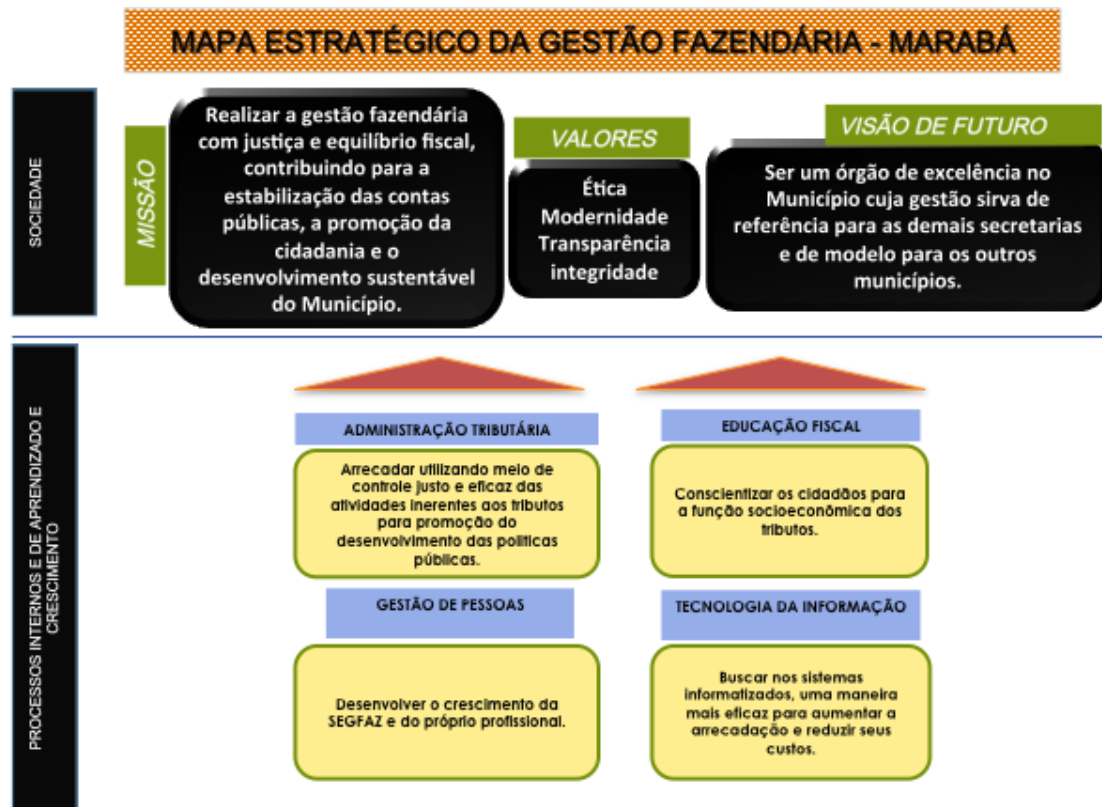 MAPA ESTRATÉGICO DA GESTÃO FAZENDÁRIA - MARABÁ
SOCIEDADE
MISSÃO
Realizar a gestão fazendária
com justiça e equilíbrio fiscal,
contribuindo para a
estabilização das contas
públicas, a promoção da
cidadania e o
desenvolvimento sustentável
do Município.
VALORES
Ética
Modernidade
Transparência
integridade
VISÃO DE FUTURO
Ser um órgão de excelência no
Município cuja gestão sirva de
referência para as demais secretarias
e de modelo para os outros
municípios.
PROCESSOS INTERNOS E DE APRENDIZADO E
CRESCIMENTO
ADMINISTRAÇÃO TRIBUTÁRIA
Arrecadar utilizando meio de
controle justo e eficaz das
atividades inerentes aos tributos
para promoção do
desenvolvimento das políticas
públicas.
EDUCAÇÃO FISCAL
Conscientizar os cidadãos para
a função socioeconômica dos
tributos.
GESTÃO DE PESSOAS
Desenvolver o crescimento da
SEGFAZ e do próprio profissional.
TECNOLOGIA DA INFORMAÇÃO
Buscar nos sistemas
informatizados, uma maneira
mais eficaz para aumentar a
arrecadação e reduzir seus
custos.